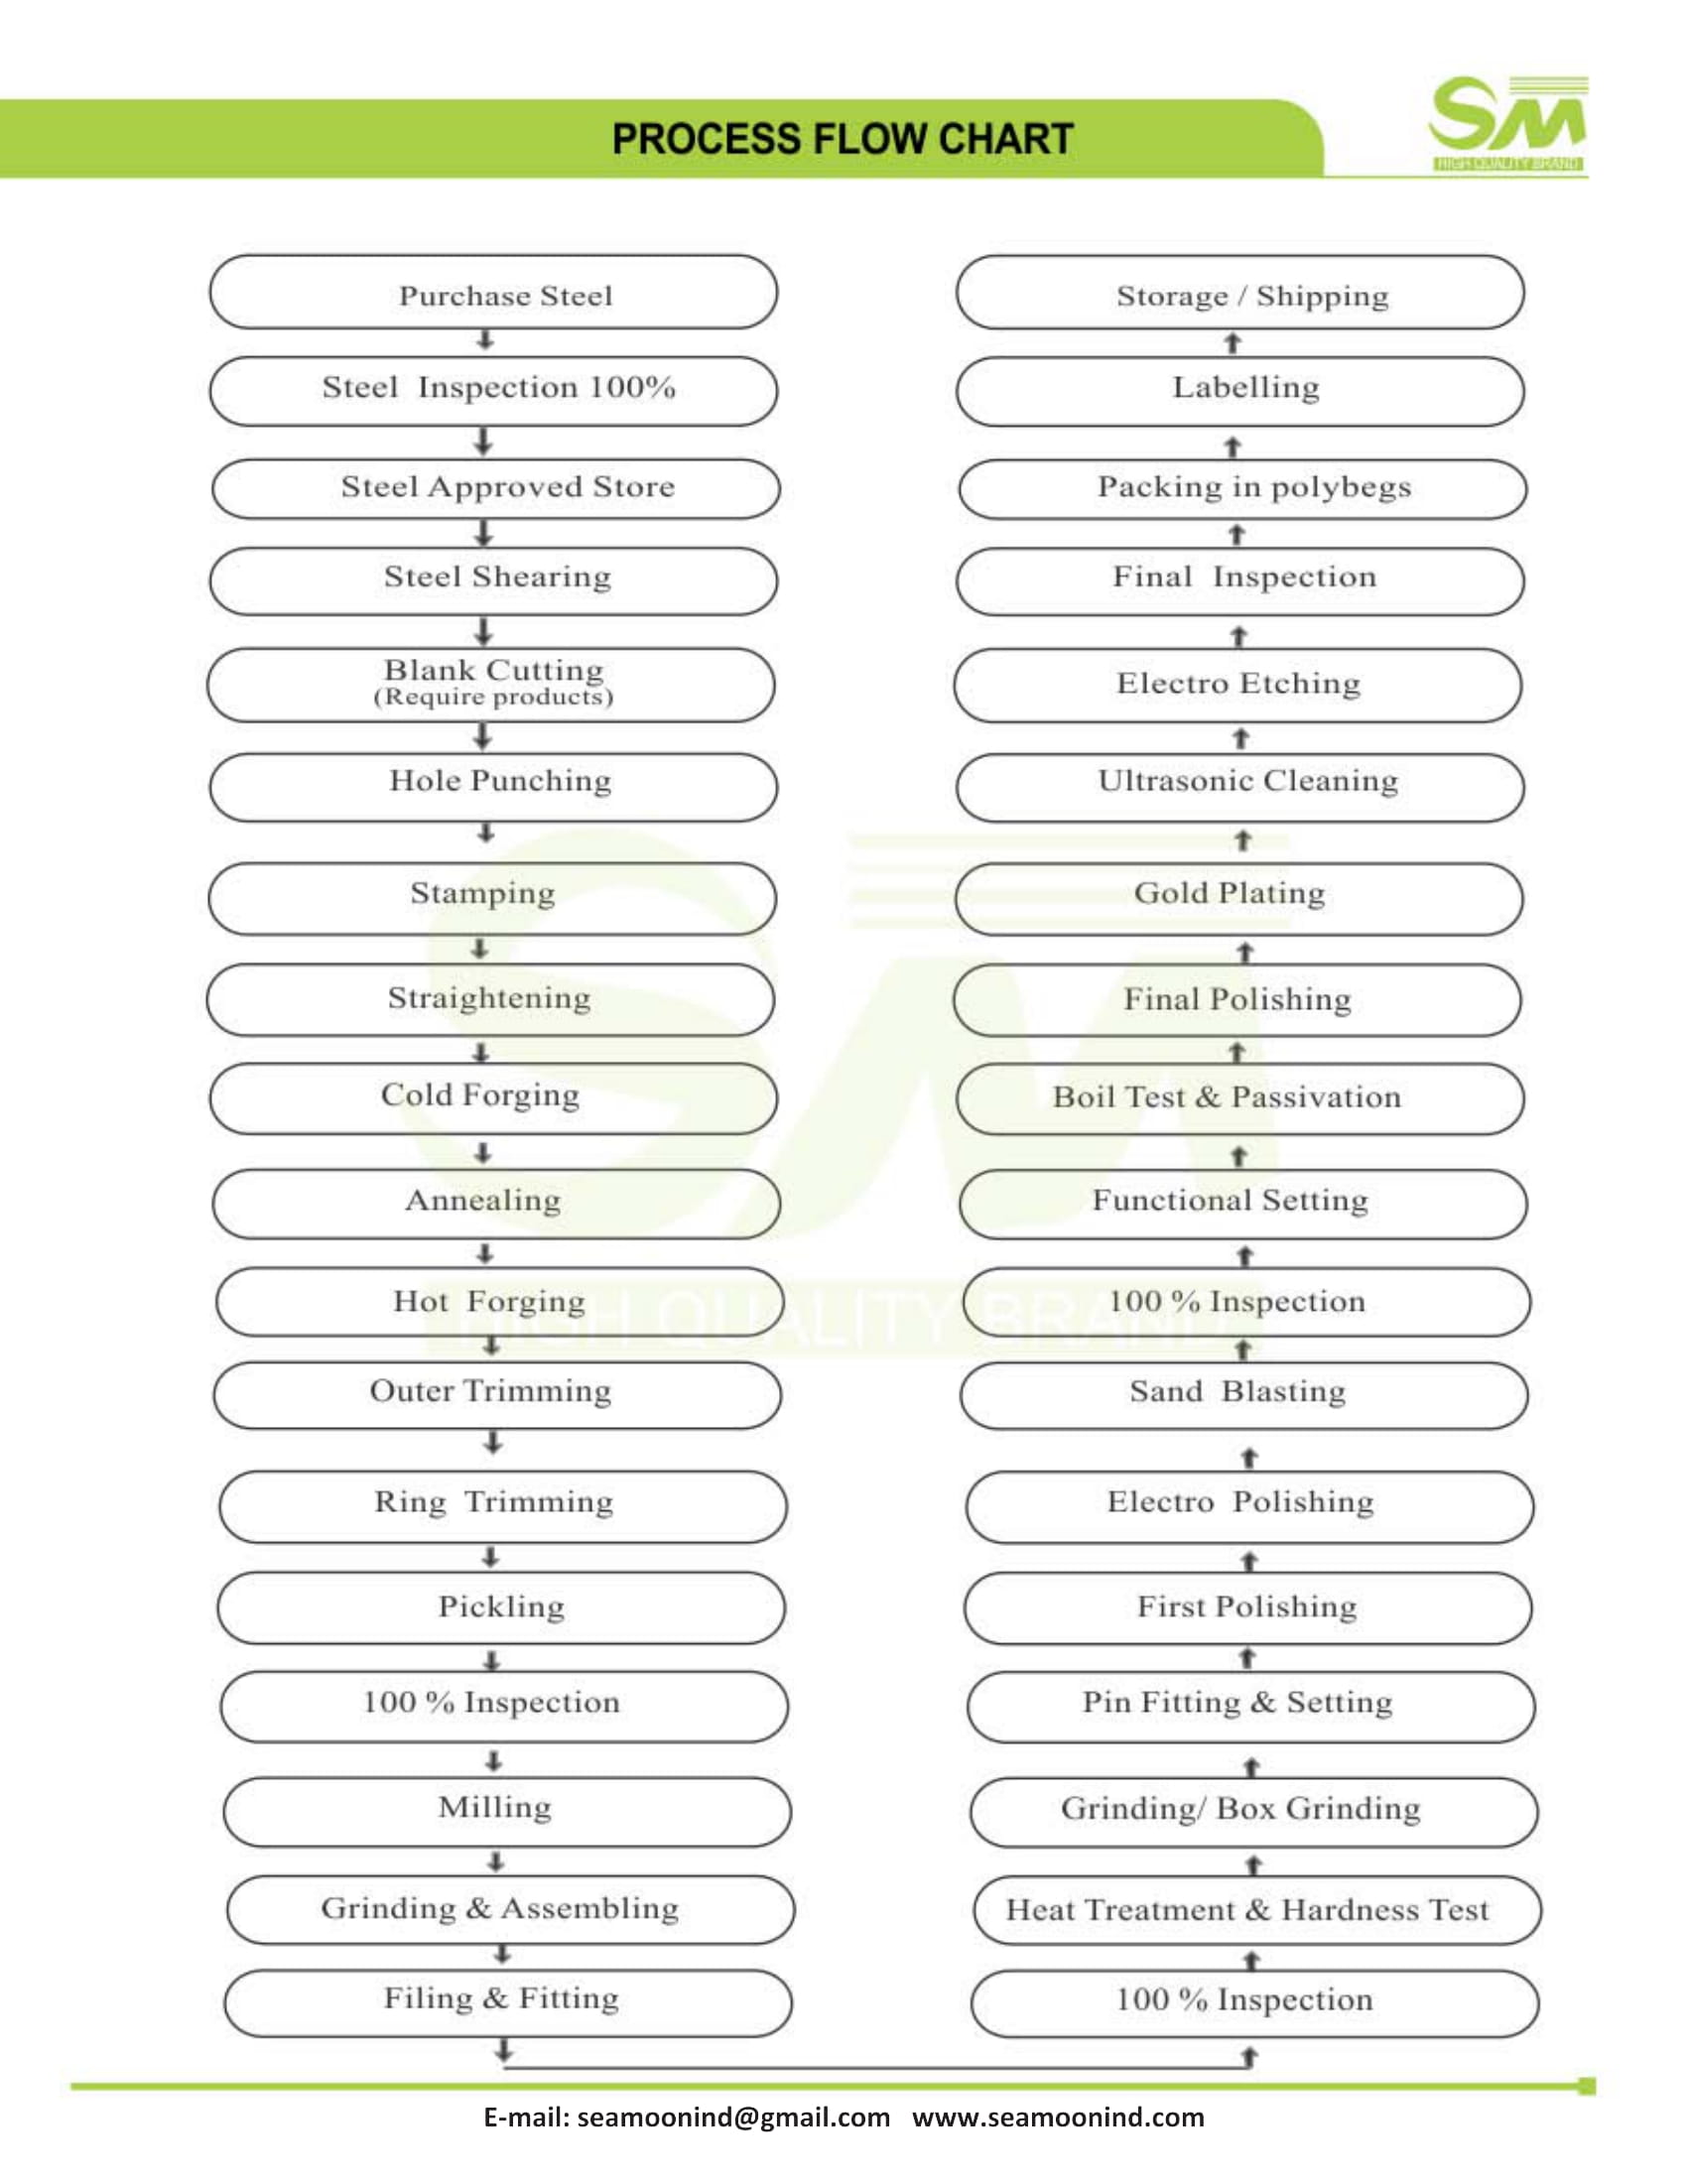 PROCESS FLOW CHART
SM
HIGH QUALITY BRAND
Purchase Steel
Steel Inspection 100%
Steel Approved Store
Steel Shearing
Blank Cutting
(Require products)
Hole Punching
Stamping
Straightening
Cold Forging
Annealing
Hot Forging
Outer Trimming
Ring Trimming
Pickling
100 % Inspection
Milling
Grinding & Assembling
Filing & Fitting
Storage / Shipping
Labelling
Packing in polybegs
Final Inspection
Electro Etching
Ultrasonic Cleaning
Gold Plating
Final Polishing
Boil Test & Passivation
Functional Setting
100 % Inspection
Sand Blasting
Electro Polishing
First Polishing
Pin Fitting & Setting
Grinding/ Box Grinding
Heat Treatment & Hardness Test
100 % Inspection
SM
HIGH QUALITY BRAND
E-mail: seamoonind@gmail.com www.seamoonind.com